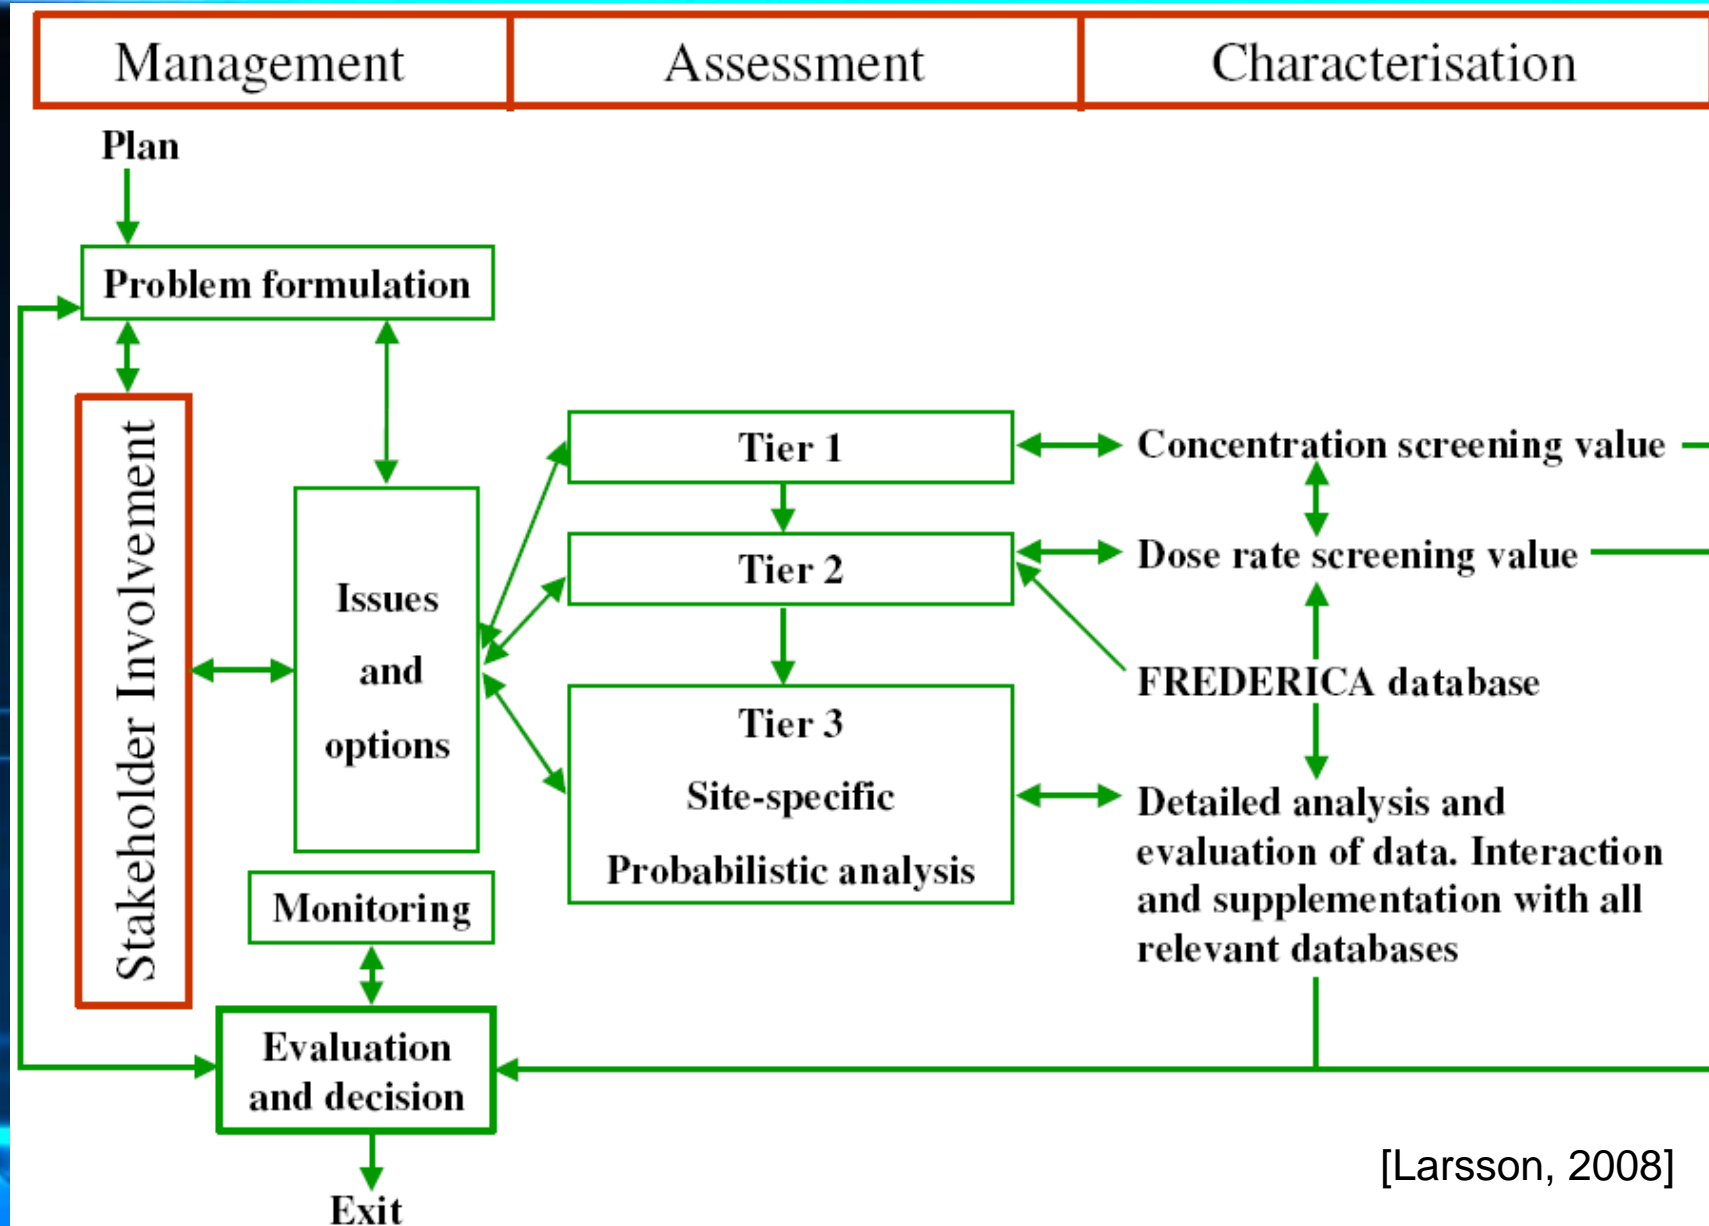 Management
Assessment
Characterisation
Plan
Problem formulation
Stakeholder Involvement
Issues
and
options
Monitoring
Evaluation
and decision
Exit
Tier 1
Tier 2
Tier 3
Site-specific
Probabilistic analysis
Concentration screening value
Dose rate screening value
FREDERICA database
Detailed analysis and
evaluation of data. Interaction
and supplementation with all
relevant databases
[Larsson, 2008]